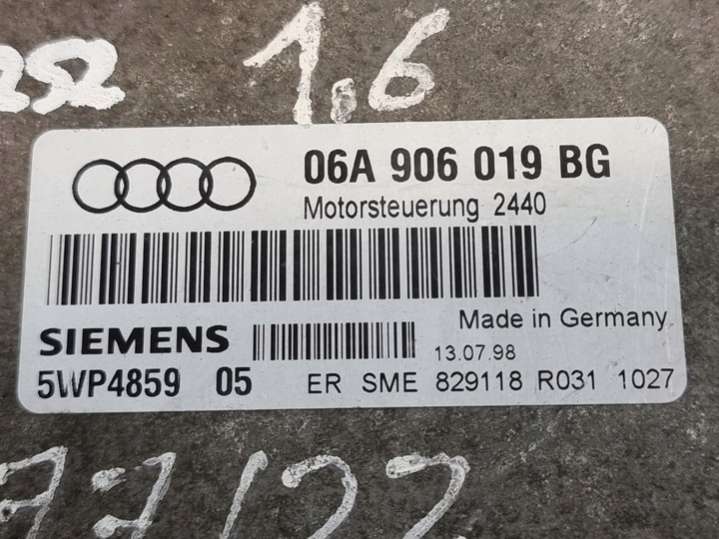 1.6
06A 906 019 BG
Motorsteuerung 2440
Made in Germany
SIEMENS
13.07.98
5WP4859 05 ER SME 829118 R031 1027